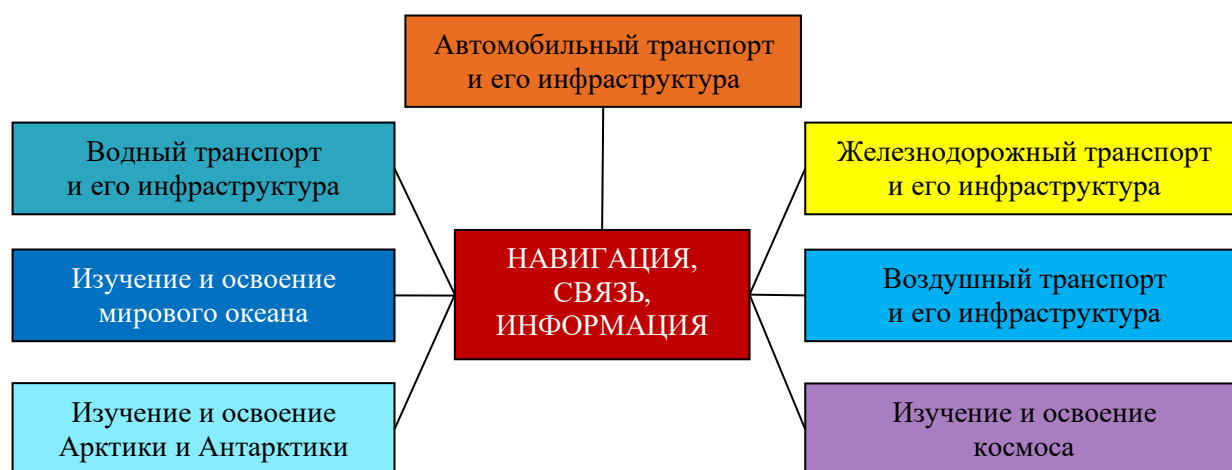 Автомобильный транспорт
и его инфраструктура
Водный транспорт
и его инфраструктура
Железнодорожный транспорт
и его инфраструктура
НАВИГАЦИЯ,
СВЯЗЬ,
ИНФОРМАЦИЯ
Изучение и освоение
мирового океана
Воздушный транспорт
и его инфраструктура
Изучение и освоение
Арктики и Антарктики
Изучение и освоение
космоса